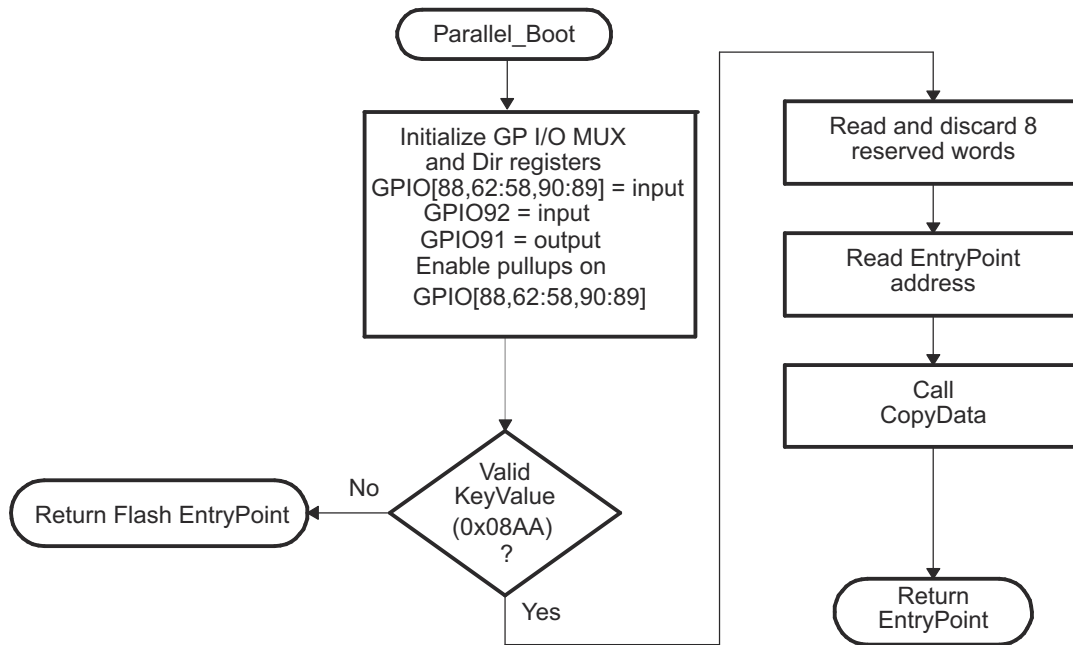 Parallel_Boot
Initialize GP I/O MUX
and Dir registers
GPIO[88,62:58,90:89] = input
GPIO92 = input
GPIO91 = output
Enable pullups on
GPIO[88,62:58,90:89]
Valid
KeyValue
(0x08AA)
?
No
Return Flash EntryPoint
Yes
Read and discard 8
reserved words
Read EntryPoint
address
Call
CopyData
Return
EntryPoint